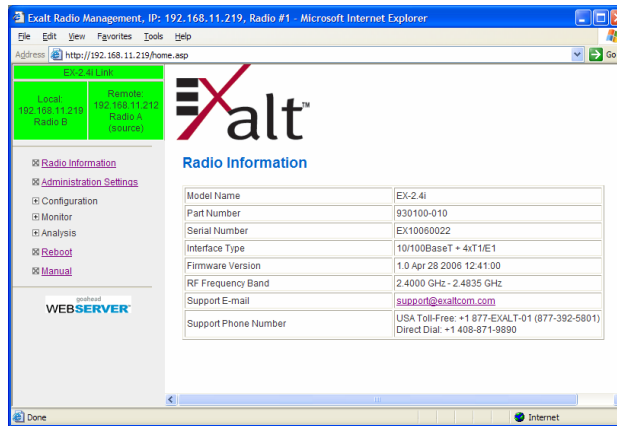 Exalt Radio Management, IP: 192.168.11.219, Radio #1 - Microsoft Internet Explorer
File Edit View Favorites Tools Help
Address http://192.168.11.219/home.asp Go
EX-2.4i Link
Local:
192.168.11.219
Radio B
Remote:
192.168.11.212
Radio A
(source)
Exalt™
Radio Information
Administration Settings
Configuration
Monitor
Analysis
Reboot
Manual
goahead
WEBSERVER
Radio Information
Model Name EX-2.4i
Part Number 930100-010
Serial Number EX10060022
Interface Type 10/100BaseT + 4xT1/E1
Firmware Version 1.0 Apr 28 2006 12:41:00
RF Frequency Band 2.4000 GHz - 2.4835 GHz
Support E-mail support@exaltcom.com
Support Phone Number USA Toll-Free: +1 877-EXALT-01 (877-392-5801)
Direct Dial: +1 408-871-9890
Done Internet